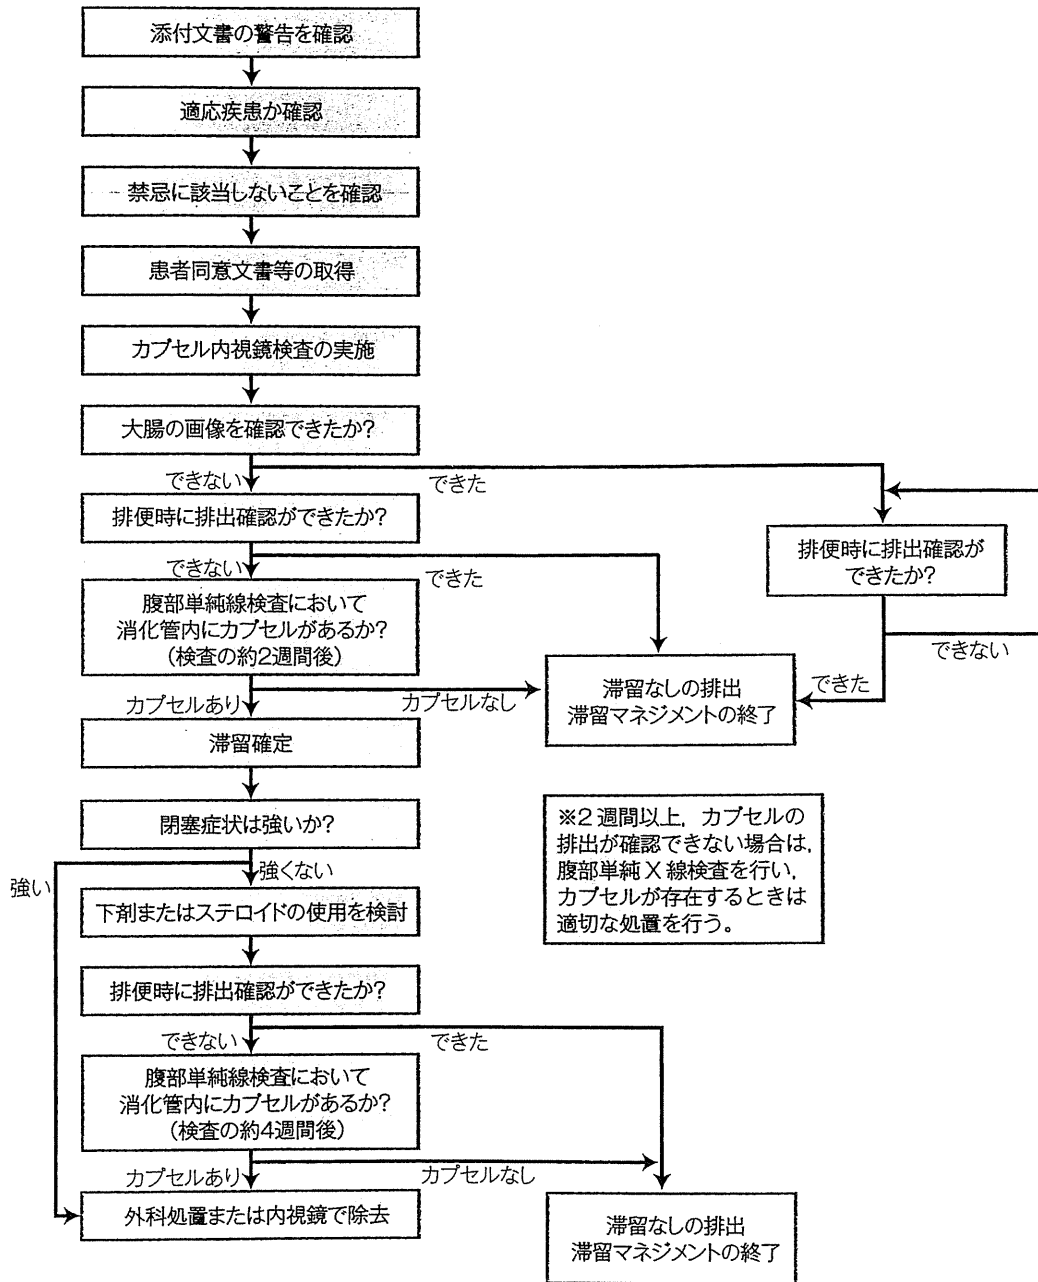 添付文書の警告を確認
適応疾患か確認
禁忌に該当しないことを確認
患者同意文書等の取得
カプセル内視鏡検査の実施
大腸の画像を確認できたか？
できない
できた
排便時に排出確認ができたか？
できない
できた
排便時に排出確認が
できたか？
できない
できた
腹部単純線検査において
消化管内にカプセルがあるか？
（検査の約2週間後）
カプセルあり
カプセルなし
滞留なしの排出
滞留マネジメントの終了
滞留確定
閉塞症状は強いか？
強い
強くない
※2週間以上，カプセルの
排出が確認できない場合は，
腹部単純X線検査を行い，
カプセルが存在するときは
適切な処置を行う。
下剤またはステロイドの使用を検討
排便時に排出確認ができたか？
できない
できた
腹部単純線検査において
消化管内にカプセルがあるか？
（検査の約4週間後）
カプセルあり
カプセルなし
外科処置または内視鏡で除去
滞留なしの排出
滞留マネジメントの終了